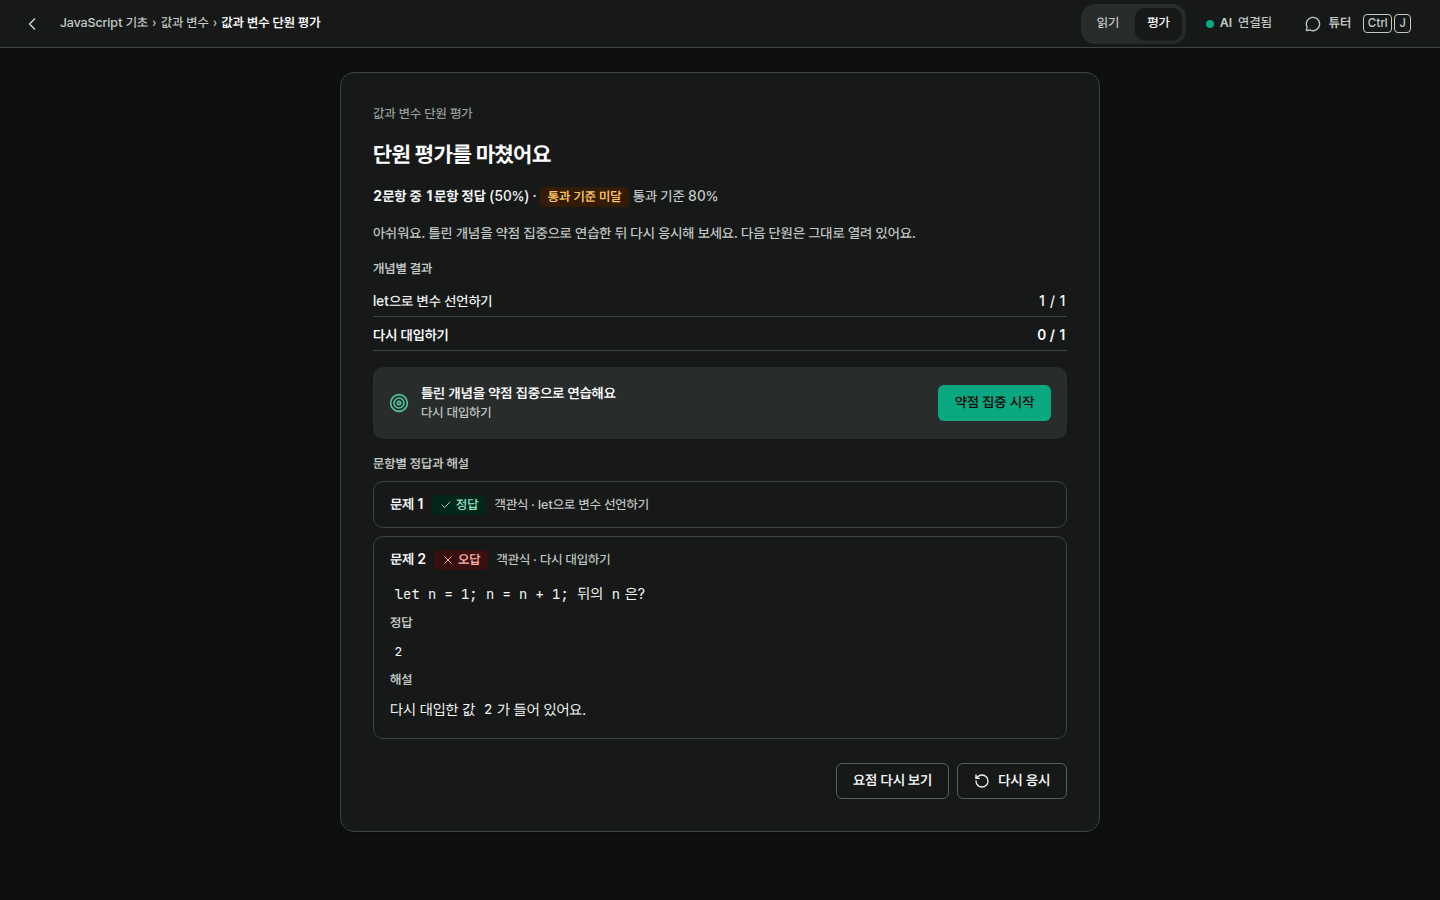 JavaScript 기초 › 값과 변수 › 값과 변수 단원 평가
읽기 평가
AI 연결됨
튜터 Ctrl J
값과 변수 단원 평가
단원 평가를 마쳤어요
2문항 중 1문항 정답 (50%) · 통과 기준 미달 통과 기준 80%
아쉬워요. 틀린 개념을 약점 집중으로 연습한 뒤 다시 응시해 보세요. 다음 단원은 그대로 열려 있어요.
개념별 결과
let으로 변수 선언하기 1 / 1
다시 대입하기 0 / 1
틀린 개념을 약점 집중으로 연습해요
다시 대입하기
약점 집중 시작
문항별 정답과 해설
문제 1 정답 객관식 · let으로 변수 선언하기
문제 2 오답 객관식 · 다시 대입하기
let n = 1; n = n + 1; 뒤의 n 은?
정답
2
해설
다시 대입한 값 2 가 들어 있어요.
요점 다시 보기 다시 응시